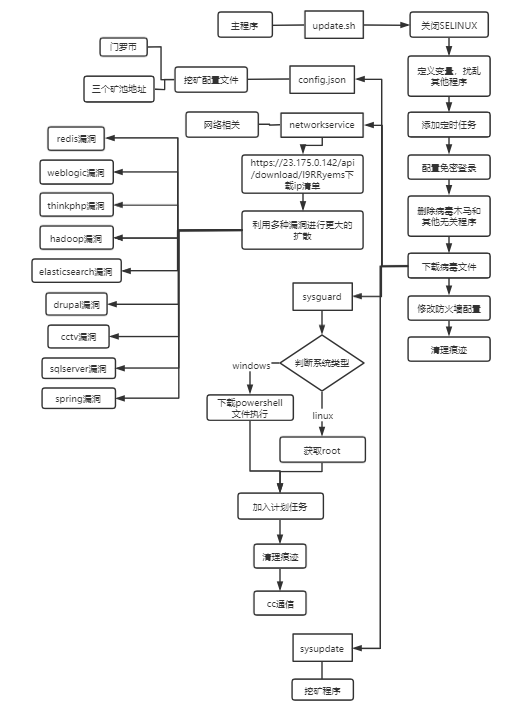 主程序
update.sh
关闭SELINUX
门罗币
三个矿池地址
挖矿配置文件
config.json
定义变量，扰乱
其他程序
网络相关
networkservice
添加定时任务
redis漏洞
weblogic漏洞
thinkphp漏洞
hadoop漏洞
elasticsearch漏洞
drupal漏洞
cctv漏洞
sqlserver漏洞
spring漏洞
https://23.175.0.142/api
/download/I9RRyems下
载ip清单
配置免密登录
利用多种漏洞进行更大的
扩散
删除病毒木马和
其他无关程序
下载病毒文件
sysguard
修改防火墙配置
清理痕迹
判断系统类型
windows
linux
下载powershell
文件执行
获取root
加入计划任务
清理痕迹
cc通信
sysupdate
挖矿程序